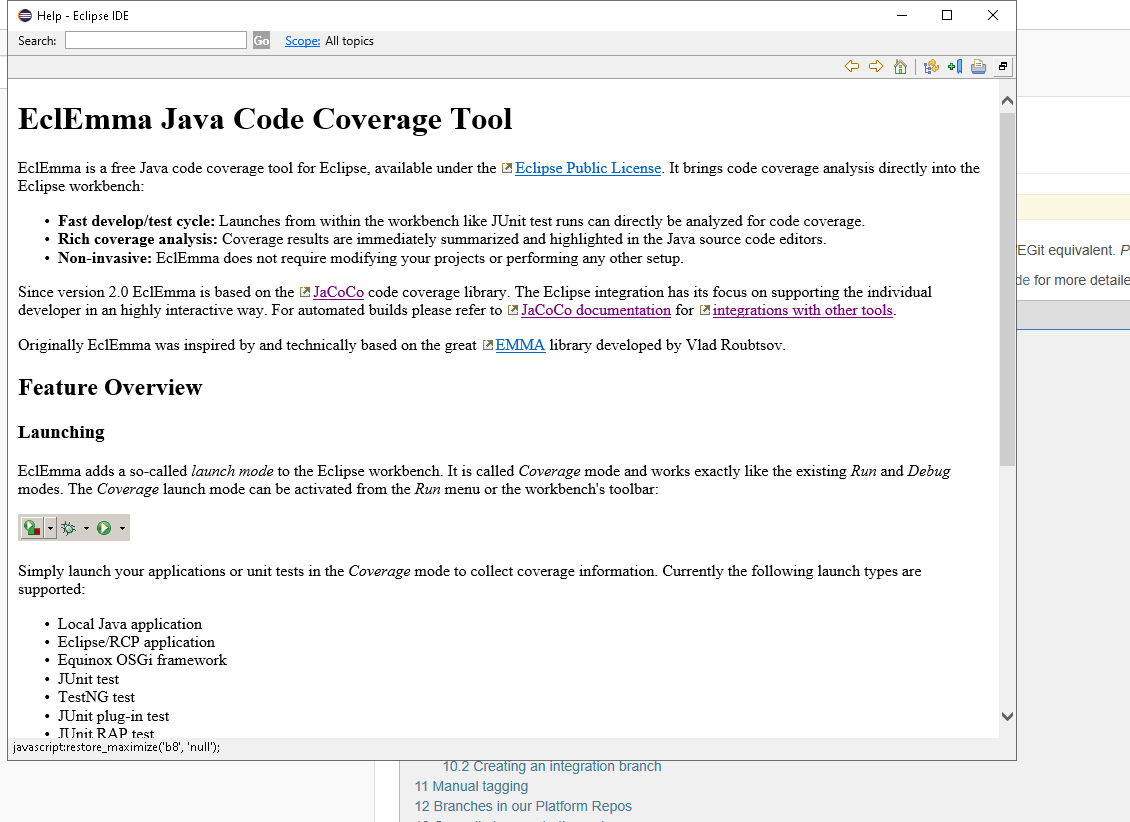 Help - Eclipse IDE
Search:
Go
Scope: All topics
EclEmma Java Code Coverage Tool
EclEmma is a free Java code coverage tool for Eclipse, available under the Eclipse Public License. It brings code coverage analysis directly into the
Eclipse workbench:
• Fast develop/test cycle: Launches from within the workbench like JUnit test runs can directly be analyzed for code coverage.
• Rich coverage analysis: Coverage results are immediately summarized and highlighted in the Java source code editors.
• Non-invasive: EclEmma does not require modifying your projects or performing any other setup.
Since version 2.0 EclEmma is based on the JaCoCo code coverage library. The Eclipse integration has its focus on supporting the individual
developer in an highly interactive way. For automated builds please refer to JaCoCo documentation for integrations with other tools.
Originally EclEmma was inspired by and technically based on the great EMMA library developed by Vlad Roubtsov.
Feature Overview
Launching
EclEmma adds a so-called launch mode to the Eclipse workbench. It is called Coverage mode and works exactly like the existing Run and Debug
modes. The Coverage launch mode can be activated from the Run menu or the workbench's toolbar:
Simply launch your applications or unit tests in the Coverage mode to collect coverage information. Currently the following launch types are
supported:
• Local Java application
• Eclipse/RCP application
• Equinox OSGi framework
• JUnit test
• TestNG test
• JUnit plug-in test
• JUnit RAP test
javascript:restore_maximize('b8', 'null');
/EGit equivalent. P
de for more detaile
10.2 Creating an integration branch
11 Manual tagging
12 Branches in our Platform Repos